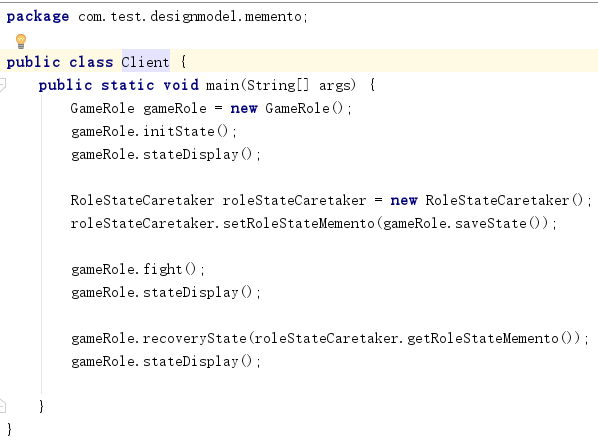 package com.test.designmodel.memento;
public class Client {
public static void main(String[] args) {
GameRole gameRole = new GameRole();
gameRole.initState();
gameRole.stateDisplay();
RoleStateCaretaker roleStateCaretaker = new RoleStateCaretaker();
roleStateCaretaker.setRoleStateMemento(gameRole.saveState());
gameRole.fight();
gameRole.stateDisplay();
gameRole.recoveryState(roleStateCaretaker.getRoleStateMemento());
gameRole.stateDisplay();
}
}